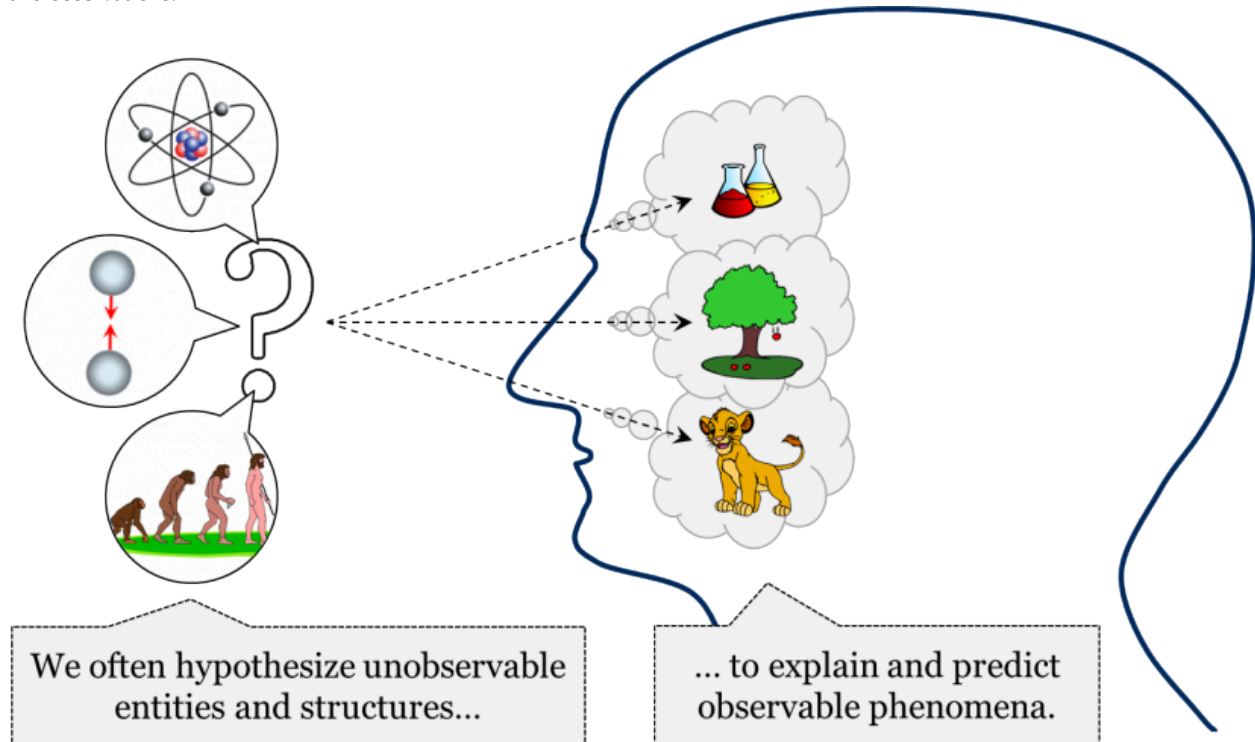 We often hypothesize unobservable
entities and structures...
... to explain and predict
observable phenomena.